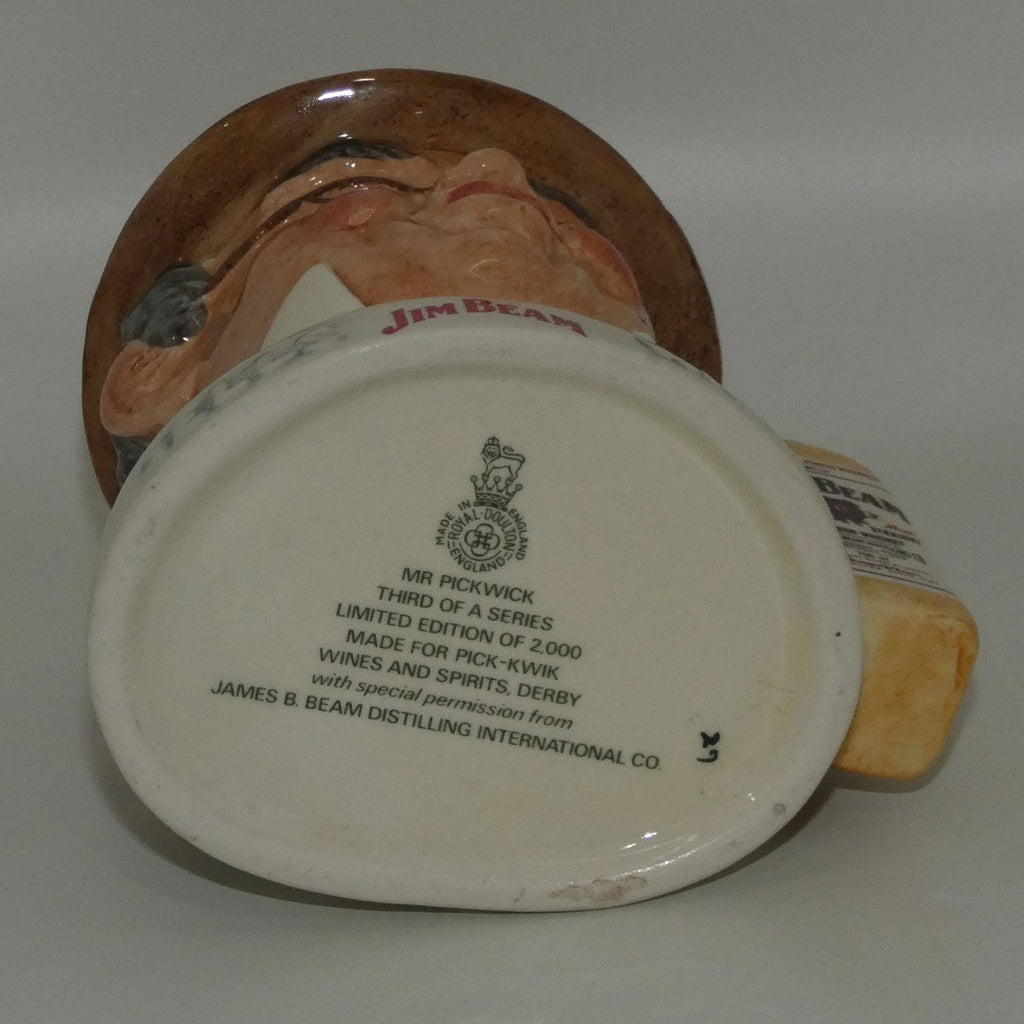 JIM BEAM
BEAM
MADE IN ENGLAND
ROYAL-DOULTON
ENGLAND
MR PICKWICK
THIRD OF A SERIES
LIMITED EDITION OF 2,000
MADE FOR PICK-KWIK
WINES AND SPIRITS, DERBY
with special permission from
JAMES B. BEAM DISTILLING INTERNATIONAL CO.